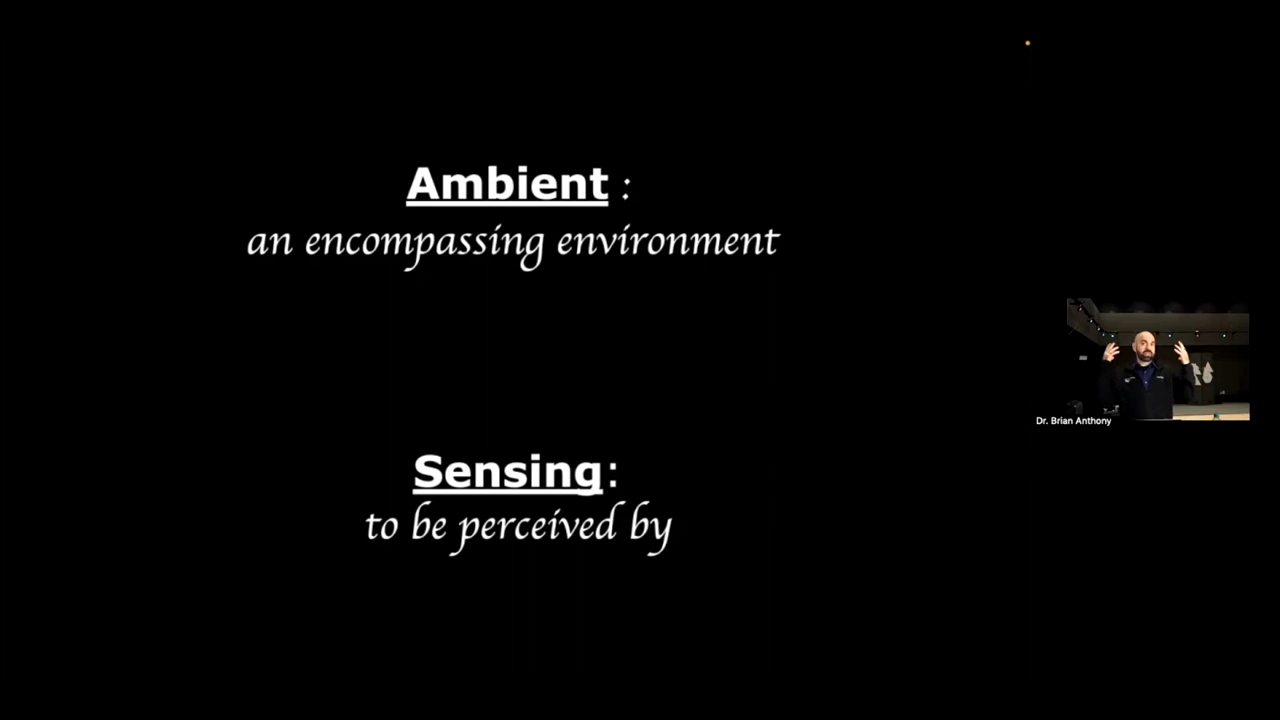 Ambient :
an encompassing environment
Sensing:
to be perceived by
Dr. Brian Anthony